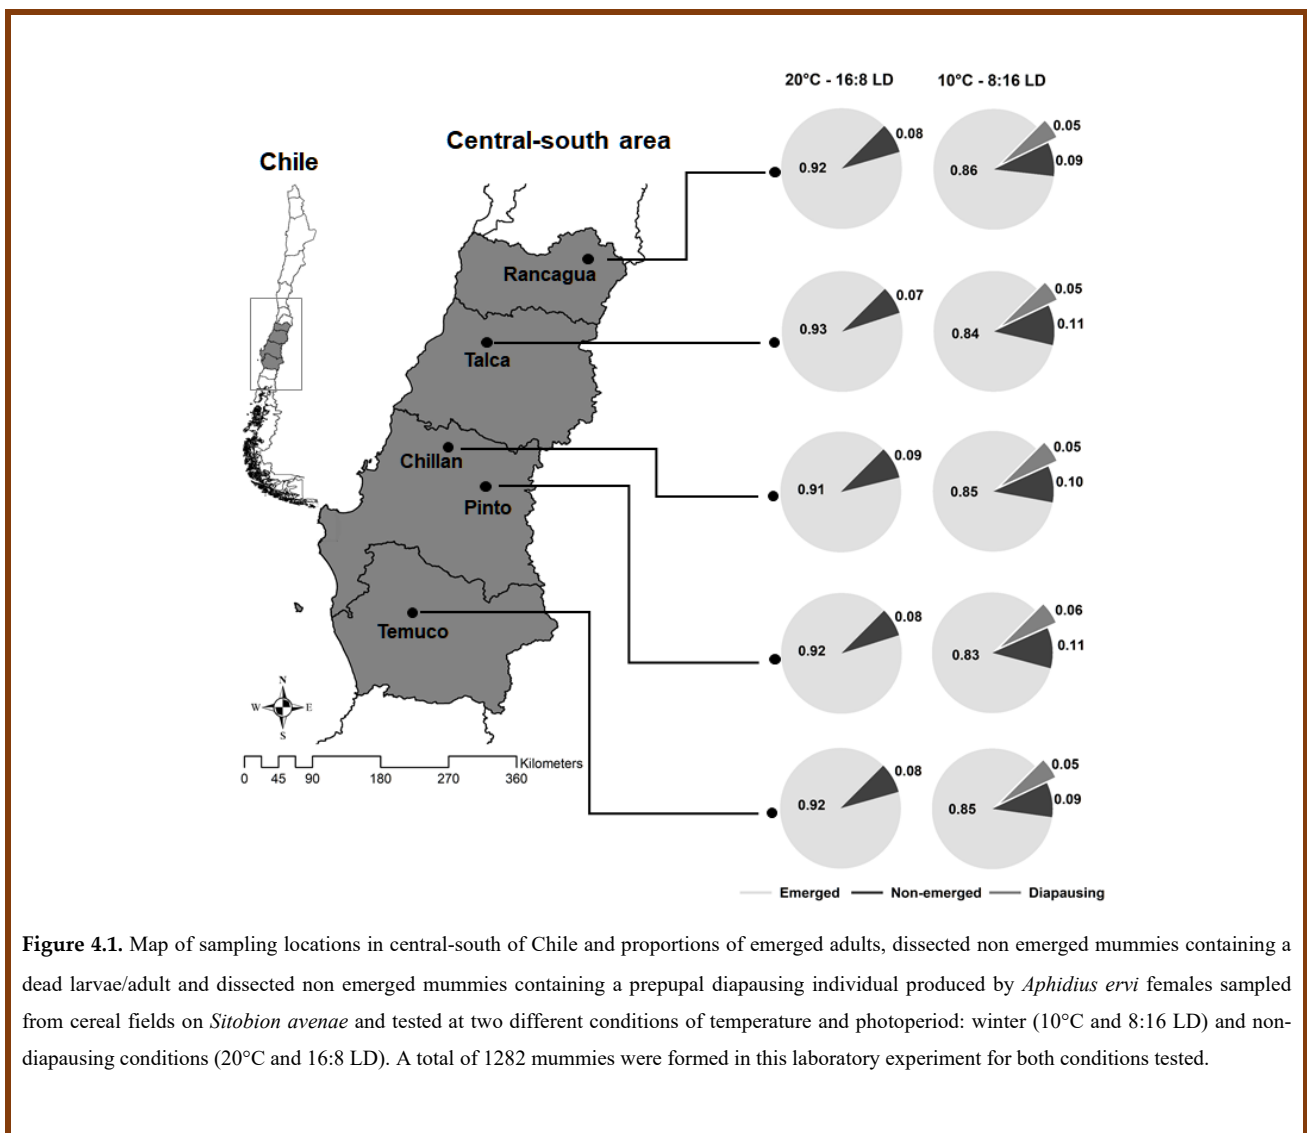 20°C - 16:8 LD
10°C - 8:16 LD
Central-south area
Chile
0.92
0.08
0.86
0.05
0.09
Rancagua
0.93
0.07
0.84
0.05
0.11
Talca
0.91
0.09
0.85
0.05
0.10
Chillan
Pinto
0.92
0.08
0.83
0.06
0.11
Temuco
0.92
0.08
0.85
0.05
0.09
N
W E
S
Kilometers
0 45 90 180 270 360
Emerged Non-emerged Diapausing
Figure 4.1. Map of sampling locations in central-south of Chile and proportions of emerged adults, dissected non emerged mummies containing a
dead larvae/adult and dissected non emerged mummies containing a prepupal diapausing individual produced by Aphidius ervi females sampled
from cereal fields on Sitobion avenae and tested at two different conditions of temperature and photoperiod: winter (10°C and 8:16 LD) and non-
diapausing conditions (20°C and 16:8 LD). A total of 1282 mummies were formed in this laboratory experiment for both conditions tested.